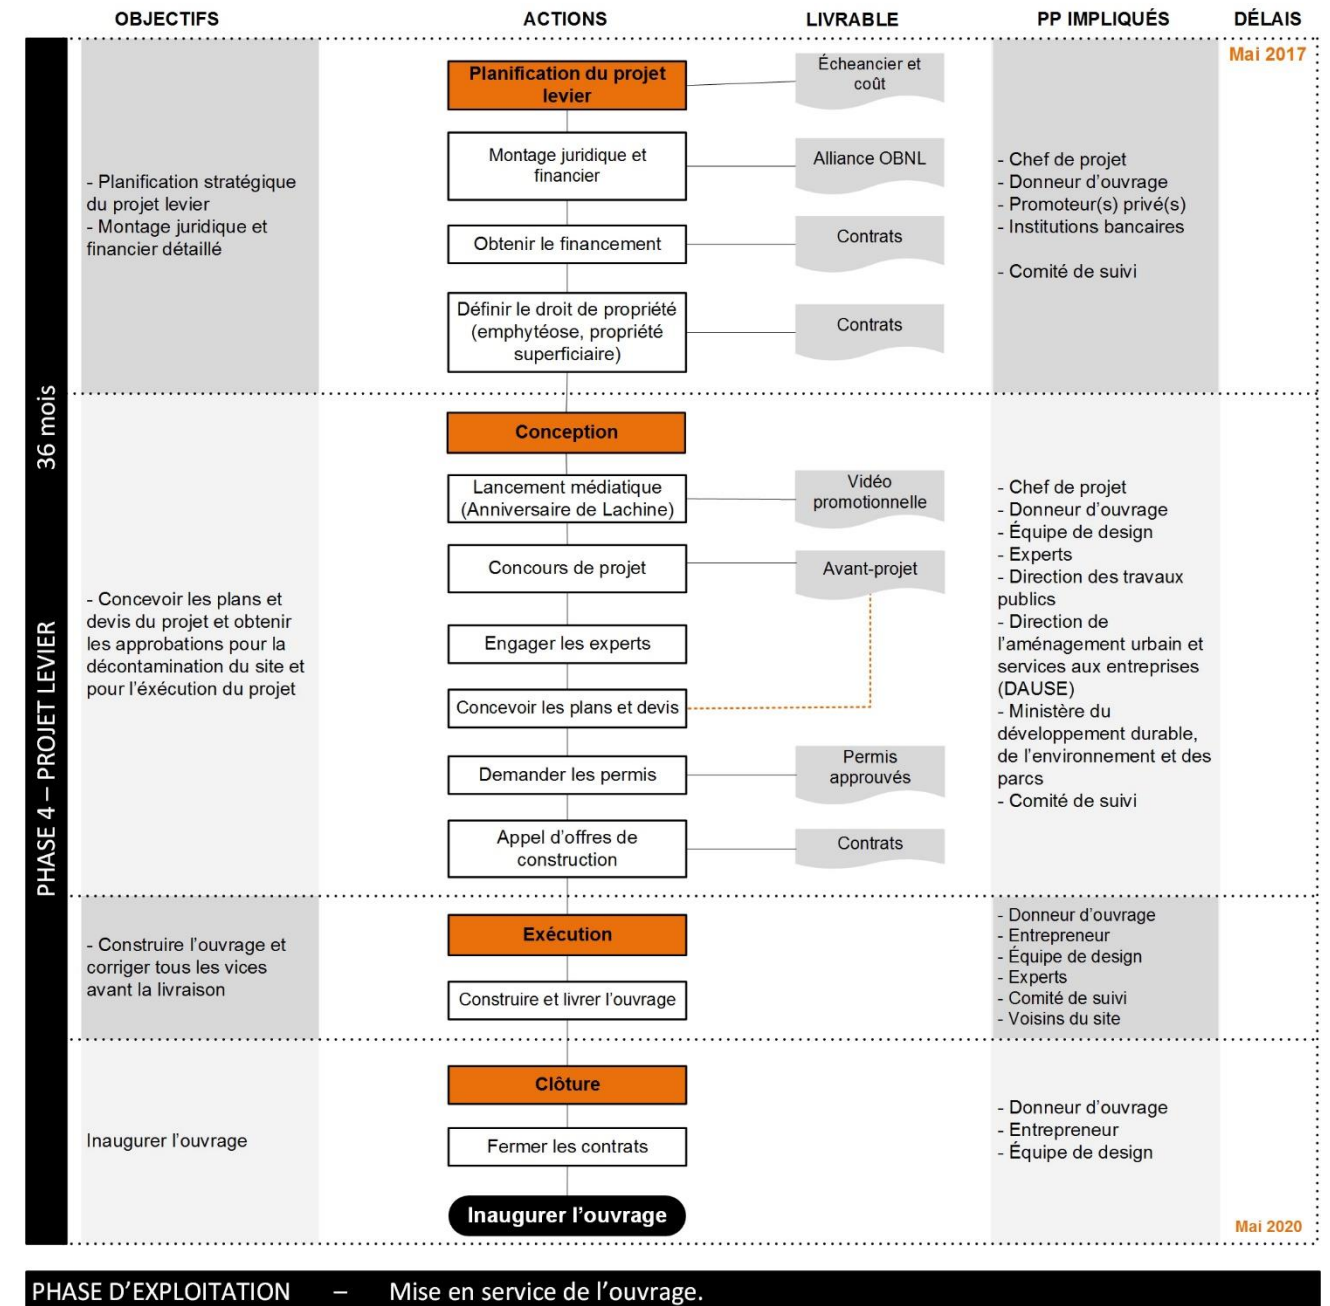 OBJECTIFS
ACTIONS
LIVRABLE
PP IMPLIQUÉS
DÉLAIS
PHASE 4 – PROJET LEVIER
36 mois
Mai 2017
- Planification stratégique
du projet levier
- Montage juridique et
financier détaillé
Planification du projet
levier
Écheancier et
coût
Montage juridique et
financier
Alliance OBNL
Obtenir le financement
Contrats
Définir le droit de propriété
(emphytéose, propriété
superficiaire)
Contrats
- Chef de projet
- Donneur d'ouvrage
- Promoteur(s) privé(s)
- Institutions bancaires
- Comité de suivi
- Concevoir les plans et
devis du projet et obtenir
les approbations pour la
décontamination du site et
pour l'éxécution du projet
Conception
Lancement médiatique
(Anniversaire de Lachine)
Vidéo
promotionnelle
Concours de projet
Avant-projet
Engager les experts
Concevoir les plans et devis
Demander les permis
Permis
approuvés
Appel d'offres de
construction
Contrats
- Chef de projet
- Donneur d'ouvrage
- Équipe de design
- Experts
- Direction des travaux
publics
- Direction de
l'aménagement urbain et
services aux entreprises
(DAUSE)
- Ministère du
développement durable,
de l'environnement et des
parcs
- Comité de suivi
- Construire l'ouvrage et
corriger tous les vices
avant la livraison
Exécution
Construire et livrer l'ouvrage
- Donneur d'ouvrage
- Entrepreneur
- Équipe de design
- Experts
- Comité de suivi
- Voisins du site
Inaugurer l'ouvrage
Clôture
Fermer les contrats
Inaugurer l'ouvrage
- Donneur d'ouvrage
- Entrepreneur
- Équipe de design
Mai 2020
PHASE D'EXPLOITATION – Mise en service de l'ouvrage.